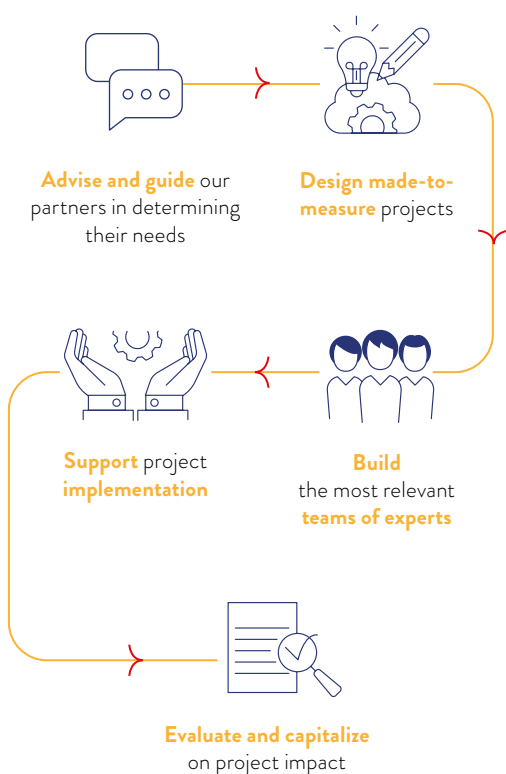 Advise and guide our
partners in determining
their needs
Design made-to-
measure projects
Build
the most relevant
teams of experts
Support project
implementation
Evaluate and capitalize
on project impact